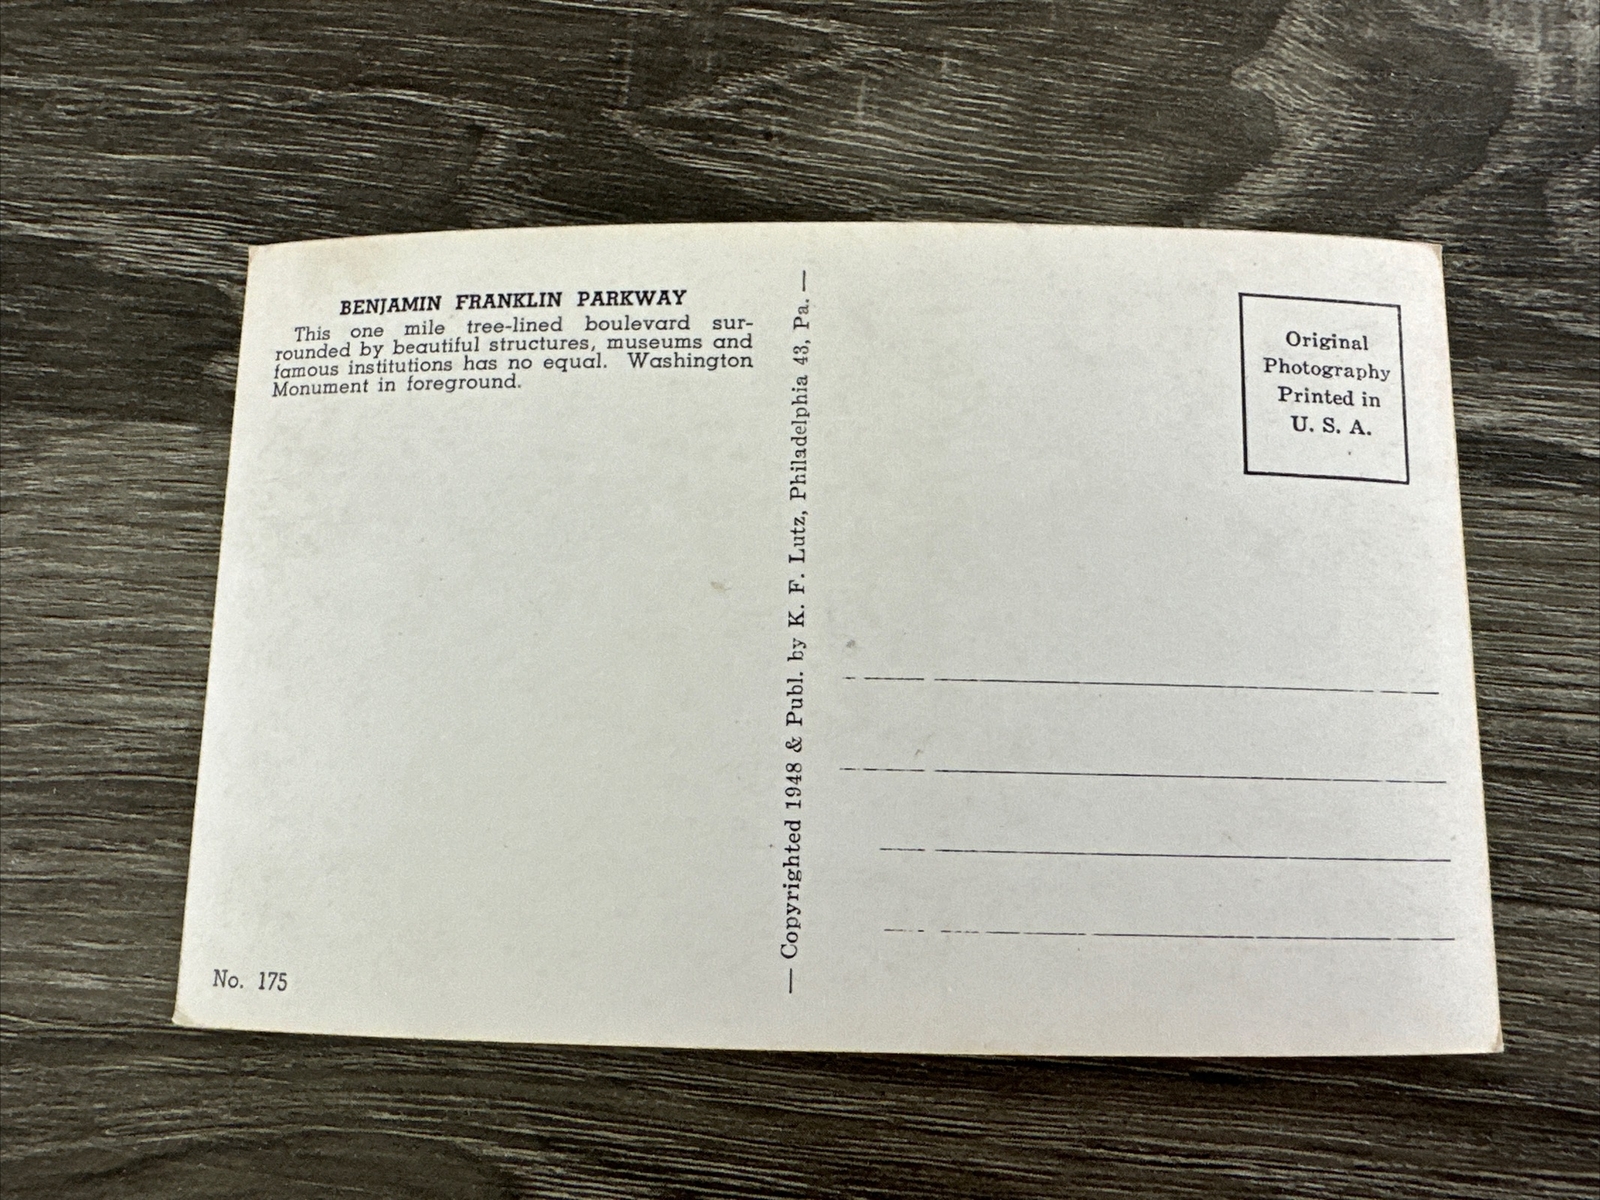 BENJAMIN FRANKLIN PARKWAY
This one mile tree-lined boulevard sur-
rounded by beautiful structures, museums and
famous institutions has no equal. Washington
Monument in foreground.
No. 175
— Copyrighted 1948 & Publ. by K. F. Lutz, Philadelphia 43, Pa. —
Original
Photography
Printed in
U. S. A.